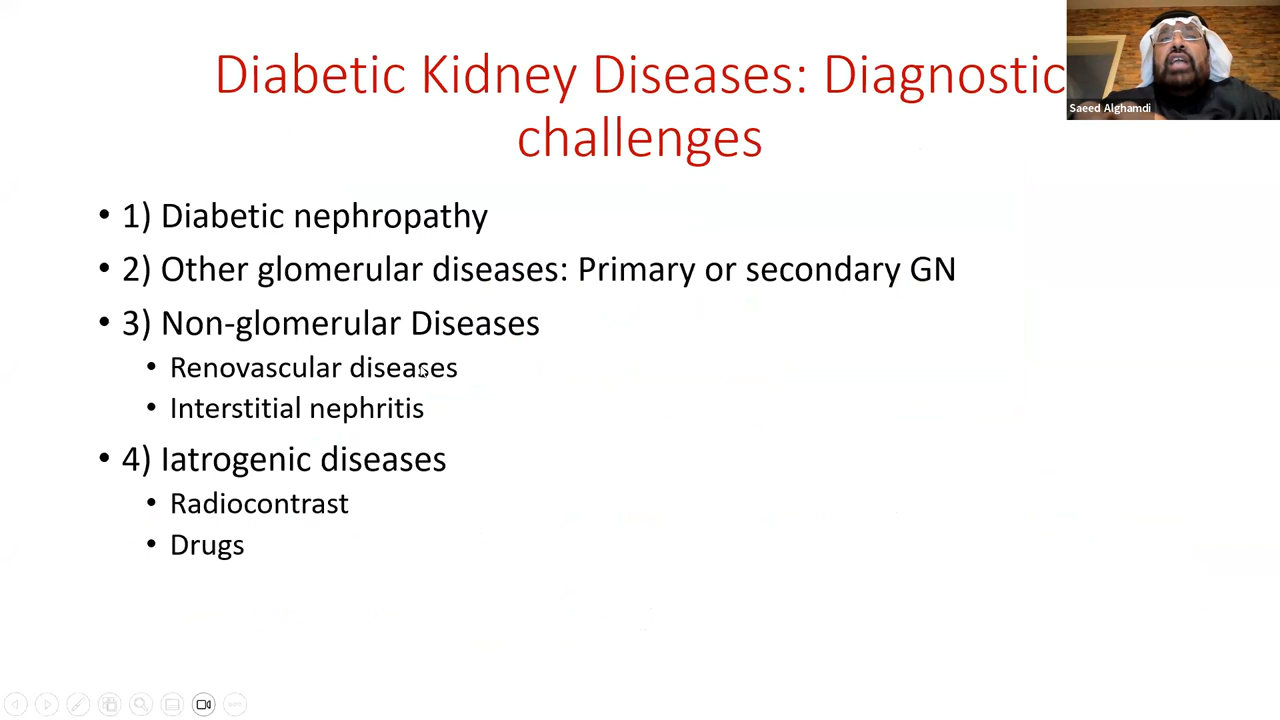 Diabetic Kidney Diseases: Diagnostic
challenges
Saeed Alghamdi
• 1) Diabetic nephropathy
• 2) Other glomerular diseases: Primary or secondary GN
• 3) Non-glomerular Diseases
• Renovascular diseases
• Interstitial nephritis
• 4) Iatrogenic diseases
• Radiocontrast
• Drugs